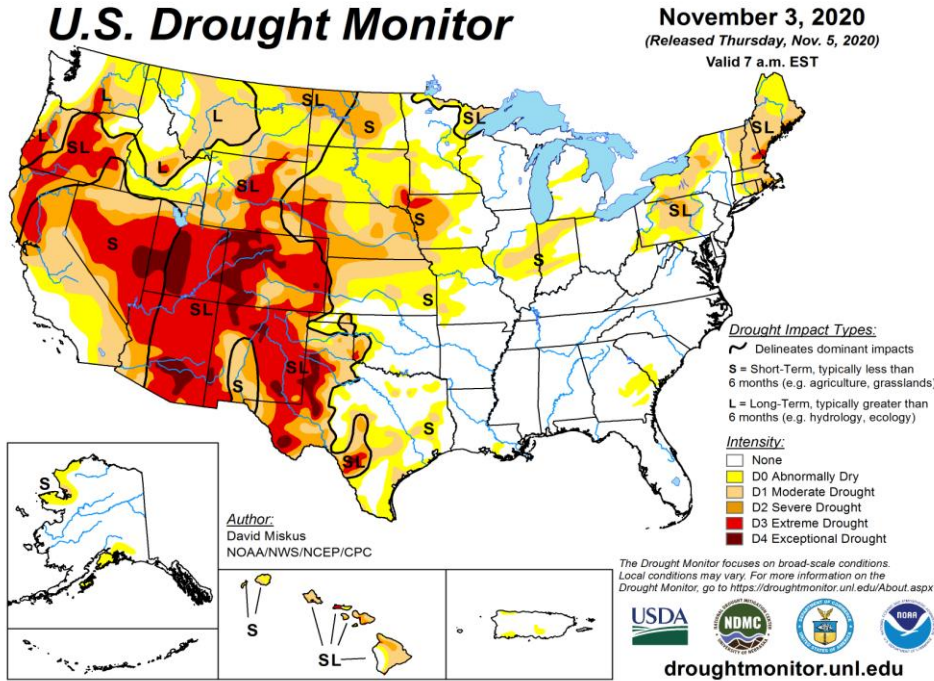 U.S. Drought Monitor
November 3, 2020
(Released Thursday, Nov. 5, 2020)
Valid 7 a.m. EST
L
SL
SL
L
L
SL
S
L
SL
L
SL
S
SL
S
S
SL
S
SL
S
SL
S
SL
S
Drought Impact Types:
Delineates dominant impacts
S = Short-Term, typically less than
6 months (e.g. agriculture, grasslands)
L = Long-Term, typically greater than
6 months (e.g. hydrology, ecology)
Intensity:
None
D0 Abnormally Dry
D1 Moderate Drought
D2 Severe Drought
D3 Extreme Drought
D4 Exceptional Drought
Author:
David Miskus
NOAA/NWS/NCEP/CPC
S
SL
The Drought Monitor focuses on broad-scale conditions.
Local conditions may vary. For more information on the
Drought Monitor, go to https://droughtmonitor.unl.edu/About.aspx
USDA
NDMC
NOAA
droughtmonitor.unl.edu